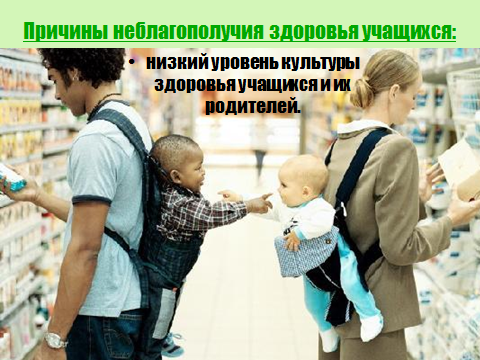 Причины неблагополучия здоровья учащихся:
• низкий уровень культуры
здоровья учащихся и их
родителей.